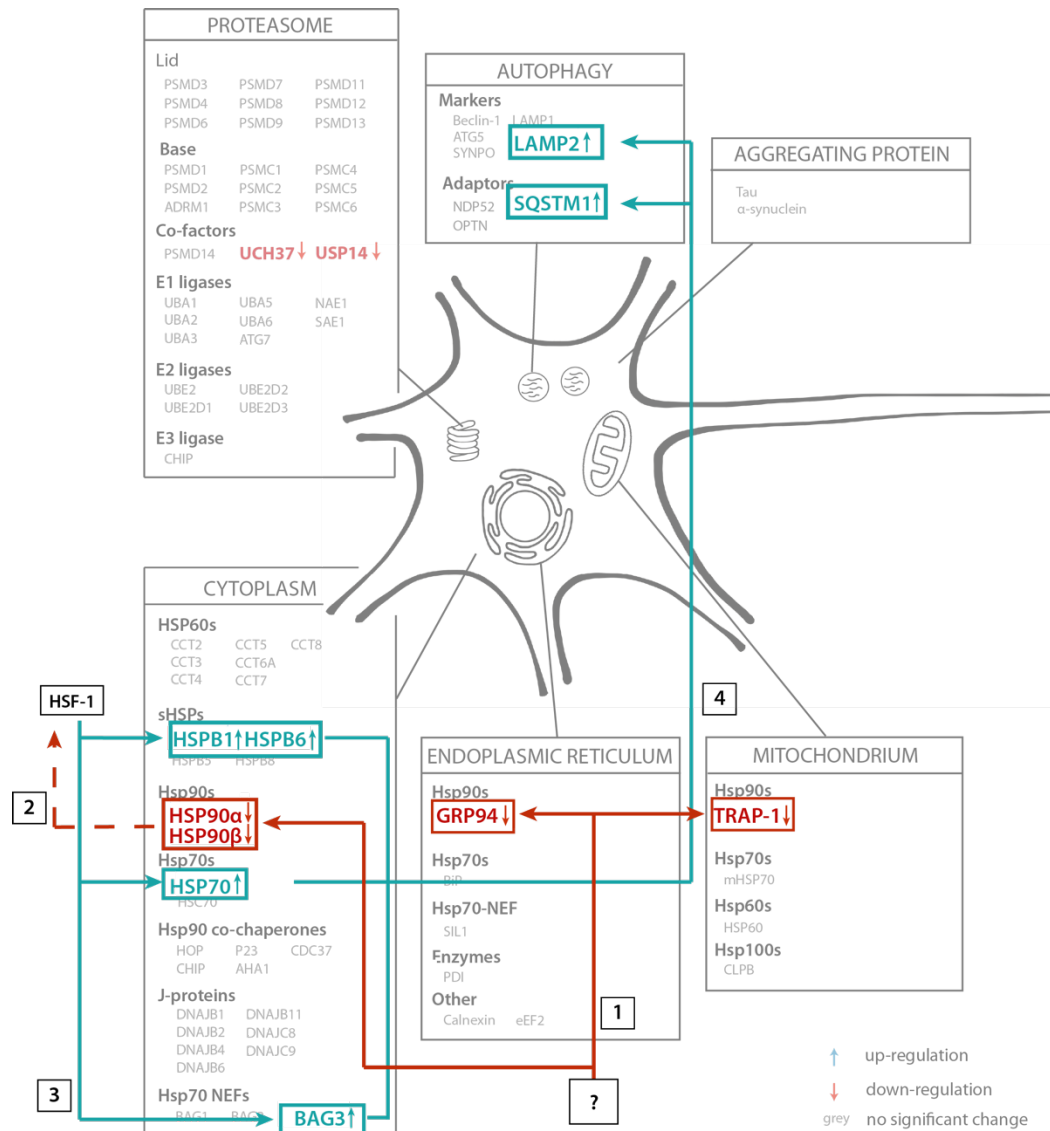 PROTEASOME
Lid
PSMD3 PSMD7 PSMD11
PSMD4 PSMD8 PSMD12
PSMD6 PSMD9 PSMD13
Base
PSMD1 PSMC1 PSMC4
PSMD2 PSMC2 PSMC5
ADRM1 PSMC3 PSMC6
Co-factors
PSMD14 UCH37↓ USP14↓
E1 ligases
UBA1 UBA5 NAE1
UBA2 UBA6 SAE1
UBA3 ATG7
E2 ligases
UBE2 UBE2D2
UBE2D1 UBE2D3
E3 ligase
CHIP
AUTOPHAGY
Markers
Beclin-1 LAMP1
ATG5
LAMP2↑
SYNPO
Adaptors
NDP52 SQSTM1↑
OPTN
AGGREGATING PROTEIN
Tau
α-synuclein
CYTOPLASM
HSP60s
CCT2 CCT5 CCT8
CCT3 CCT6A
CCT4 CCT7
HSF-1
sHSPs
HSPB1↑HSPB6↑
HSPB5 HSPB8
2
Hsp90s
HSP90α↓
HSP90β↓
Hsp70s
HSP70↑
HSC70
Hsp90 co-chaperones
HOP P23 CDC37
CHIP AHA1
J-proteins
DNAJB1 DNAJB11
DNAJB2 DNAJC8
DNAJB4 DNAJC9
DNAJB6
3
Hsp70 NEFs
BAG1
BAG3↑
4
ENDOPLASMIC RETICULUM
Hsp90s
GRP94↓
Hsp70s
BiP
Hsp70-NEF
SIL1
Enzymes
PDI
Other
Calnexin eEF2
1
?
MITOCHONDRIUM
Hsp90s
TRAP-1↓
Hsp70s
mHSP70
Hsp60s
HSP60
Hsp100s
CLPB
↑ up-regulation
↓ down-regulation
grey no significant change